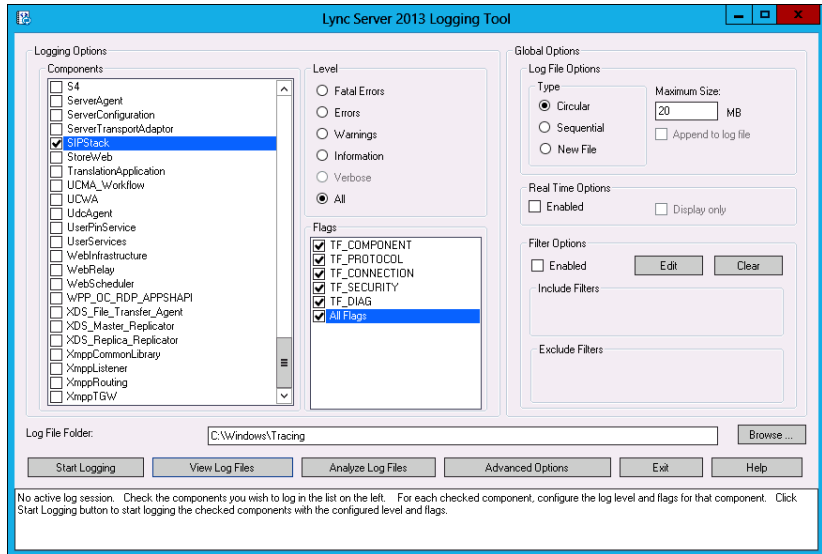 Lync Server 2013 Logging Tool
Logging Options
Components
S4
ServerAgent
ServerConfiguration
ServerTransportAdaptor
SIPStack
StoreWeb
TranslationApplication
UCMA_Workflow
UCWA
UdcAgent
UserPinService
UserServices
WebInfrastructure
WebRelay
WebScheduler
WPP_OC_RDP_APPSHAPI
XDS_File_Transfer_Agent
XDS_Master_Replicator
XDS_Replica_Replicator
XmppCommonLibrary
XmppListener
XmppRouting
XmppTGW
Level
Fatal Errors
Errors
Warnings
Information
Verbose
All
Flags
TF_COMPONENT
TF_PROTOCOL
TF_CONNECTION
TF_SECURITY
TF_DIAG
All Flags
Global Options
Log File Options
Type
Circular
Sequential
New File
Maximum Size:
20 MB
Append to log file
Real Time Options
Enabled
Display only
Filter Options
Enabled
Edit
Clear
Include Filters
Exclude Filters
Log File Folder:
C:\Windows\Tracing
Browse ...
Start Logging
View Log Files
Analyze Log Files
Advanced Options
Exit
Help
No active log session. Check the components you wish to log in the list on the left. For each checked component, configure the log level and flags for that component. Click
Start Logging button to start logging the checked components with the configured level and flags.